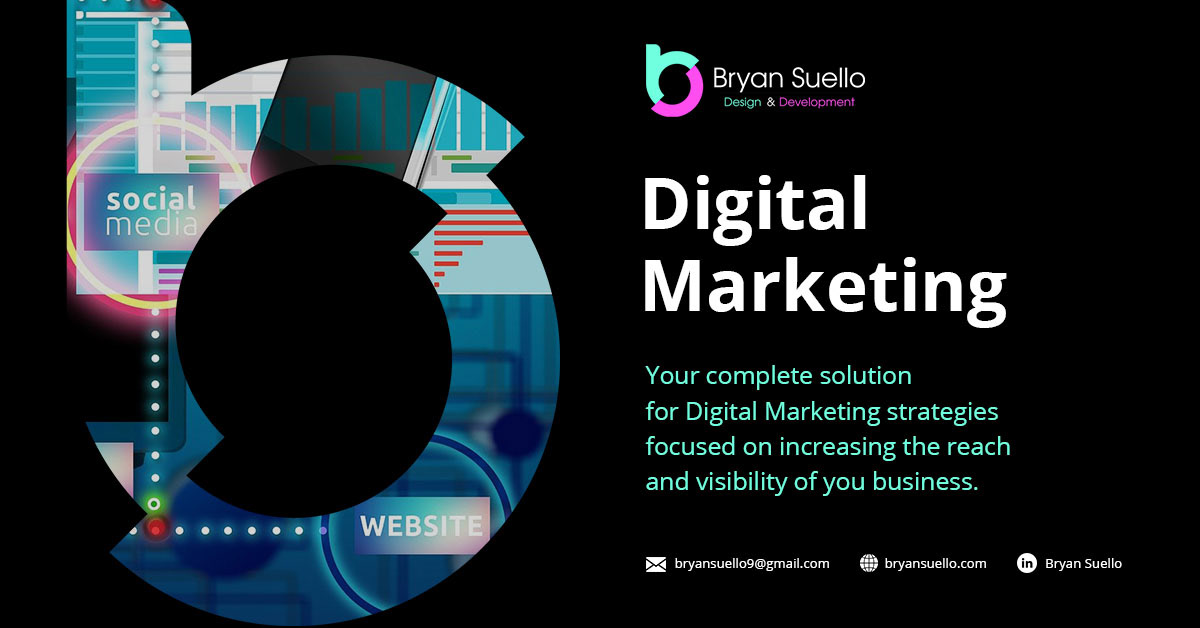 social
media
WEBSITE
Bryan Suello
Design & Development
Digital
Marketing
Your complete solution
for Digital Marketing strategies
focused on increasing the reach
and visibility of you business.
bryansuello9@gmail.com
bryansuello.com
in
Bryan Suello